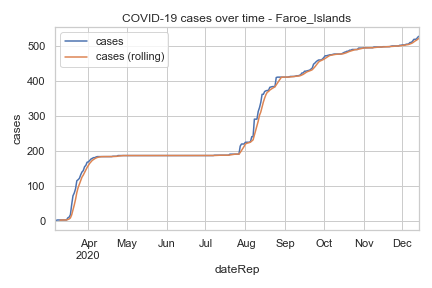 COVID-19 cases over time - Faroe_Islands
cases
cases (rolling)
500
400
300
200
100
0
cases
Apr May Jun Jul Aug Sep Oct Nov Dec
2020
dateRep